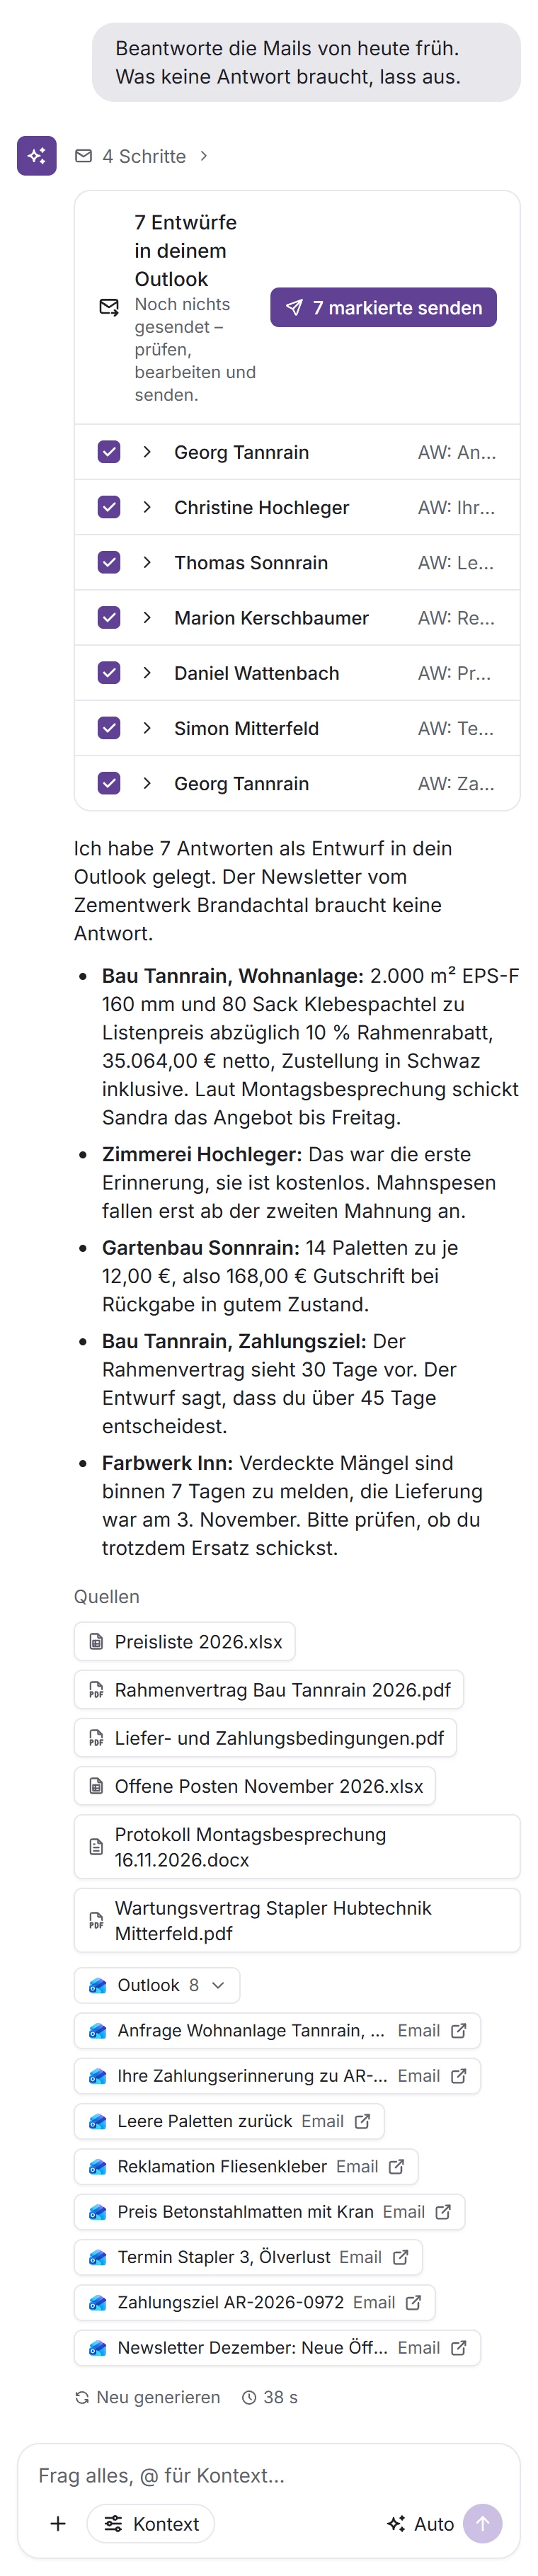 Beantworte die Mails von heute früh.
Was keine Antwort braucht, lass aus.
4 Schritte
7 Entwürfe
in deinem
Outlook
Noch nichts
gesendet –
prüfen,
bearbeiten und
senden.
7 markierte senden
Georg Tannrain AW: An...
Christine Hochleger AW: Ihr...
Thomas Sonnrain AW: Le...
Marion Kerschbaumer AW: Re...
Daniel Wattenbach AW: Pr...
Simon Mitterfeld AW: Te...
Georg Tannrain AW: Za...
Ich habe 7 Antworten als Entwurf in dein
Outlook gelegt. Der Newsletter vom
Zementwerk Brandachtal braucht keine
Antwort.
• Bau Tannrain, Wohnanlage: 2.000 m² EPS-F
160 mm und 80 Sack Klebespachtel zu
Listenpreis abzüglich 10 % Rahmenrabatt,
35.064,00 € netto, Zustellung in Schwaz
inklusive. Laut Montagsbesprechung schickt
Sandra das Angebot bis Freitag.
• Zimmerei Hochleger: Das war die erste
Erinnerung, sie ist kostenlos. Mahnspesen
fallen erst ab der zweiten Mahnung an.
• Gartenbau Sonnrain: 14 Paletten zu je
12,00 €, also 168,00 € Gutschrift bei
Rückgabe in gutem Zustand.
• Bau Tannrain, Zahlungsziel: Der
Rahmenvertrag sieht 30 Tage vor. Der
Entwurf sagt, dass du über 45 Tage
entscheidest.
• Farbwerk Inn: Verdeckte Mängel sind
binnen 7 Tagen zu melden, die Lieferung
war am 3. November. Bitte prüfen, ob du
trotzdem Ersatz schickst.
Quellen
Preisliste 2026.xlsx
PDF Rahmenvertrag Bau Tannrain 2026.pdf
PDF Liefer- und Zahlungsbedingungen.pdf
Offene Posten November 2026.xlsx
Protokoll Montagsbesprechung
16.11.2026.docx
PDF Wartungsvertrag Stapler Hubtechnik
Mitterfeld.pdf
Outlook 8
Anfrage Wohnanlage Tannrain, ... Email
Ihre Zahlungserinnerung zu AR-... Email
Leere Paletten zurück Email
Reklamation Fliesenkleber Email
Preis Betonstahlmatten mit Kran Email
Termin Stapler 3, Ölverlust Email
Zahlungsziel AR-2026-0972 Email
Newsletter Dezember: Neue Öff... Email
Neu generieren 38 s
Frag alles, @ für Kontext...
Kontext Auto